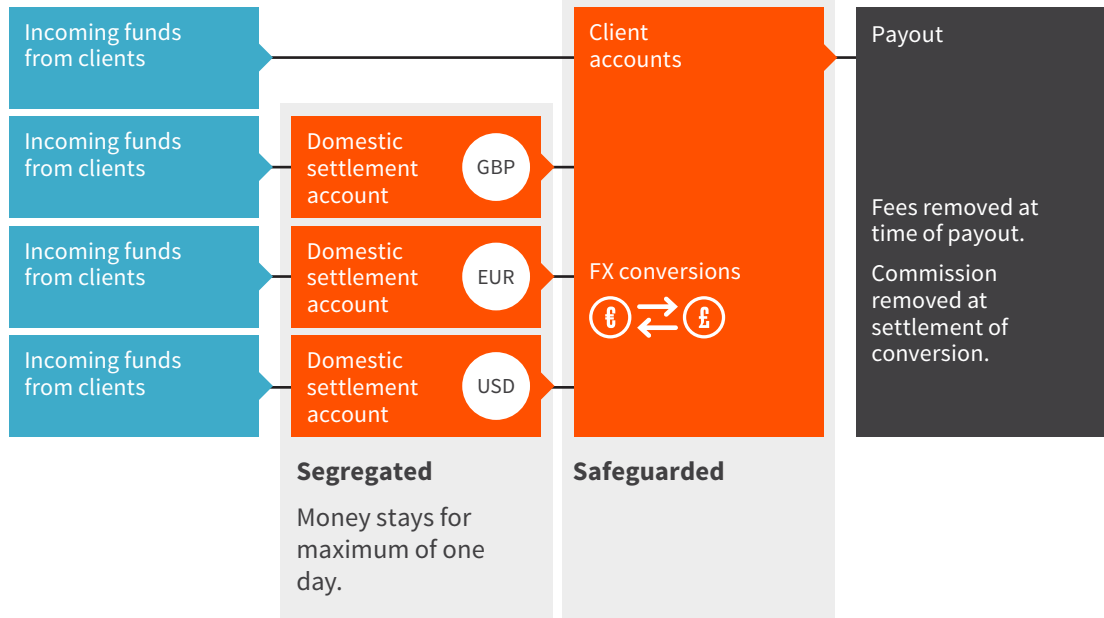 Incoming funds
from clients
Client
accounts
Payout
Incoming funds
from clients
Domestic
settlement
account
GBP
Incoming funds
from clients
Domestic
settlement
account
EUR
FX conversions
€
£
Fees removed at
time of payout.
Commission
removed at
settlement of
conversion.
Incoming funds
from clients
Domestic
settlement
account
USD
Segregated
Money stays for
maximum of one
day.
Safeguarded